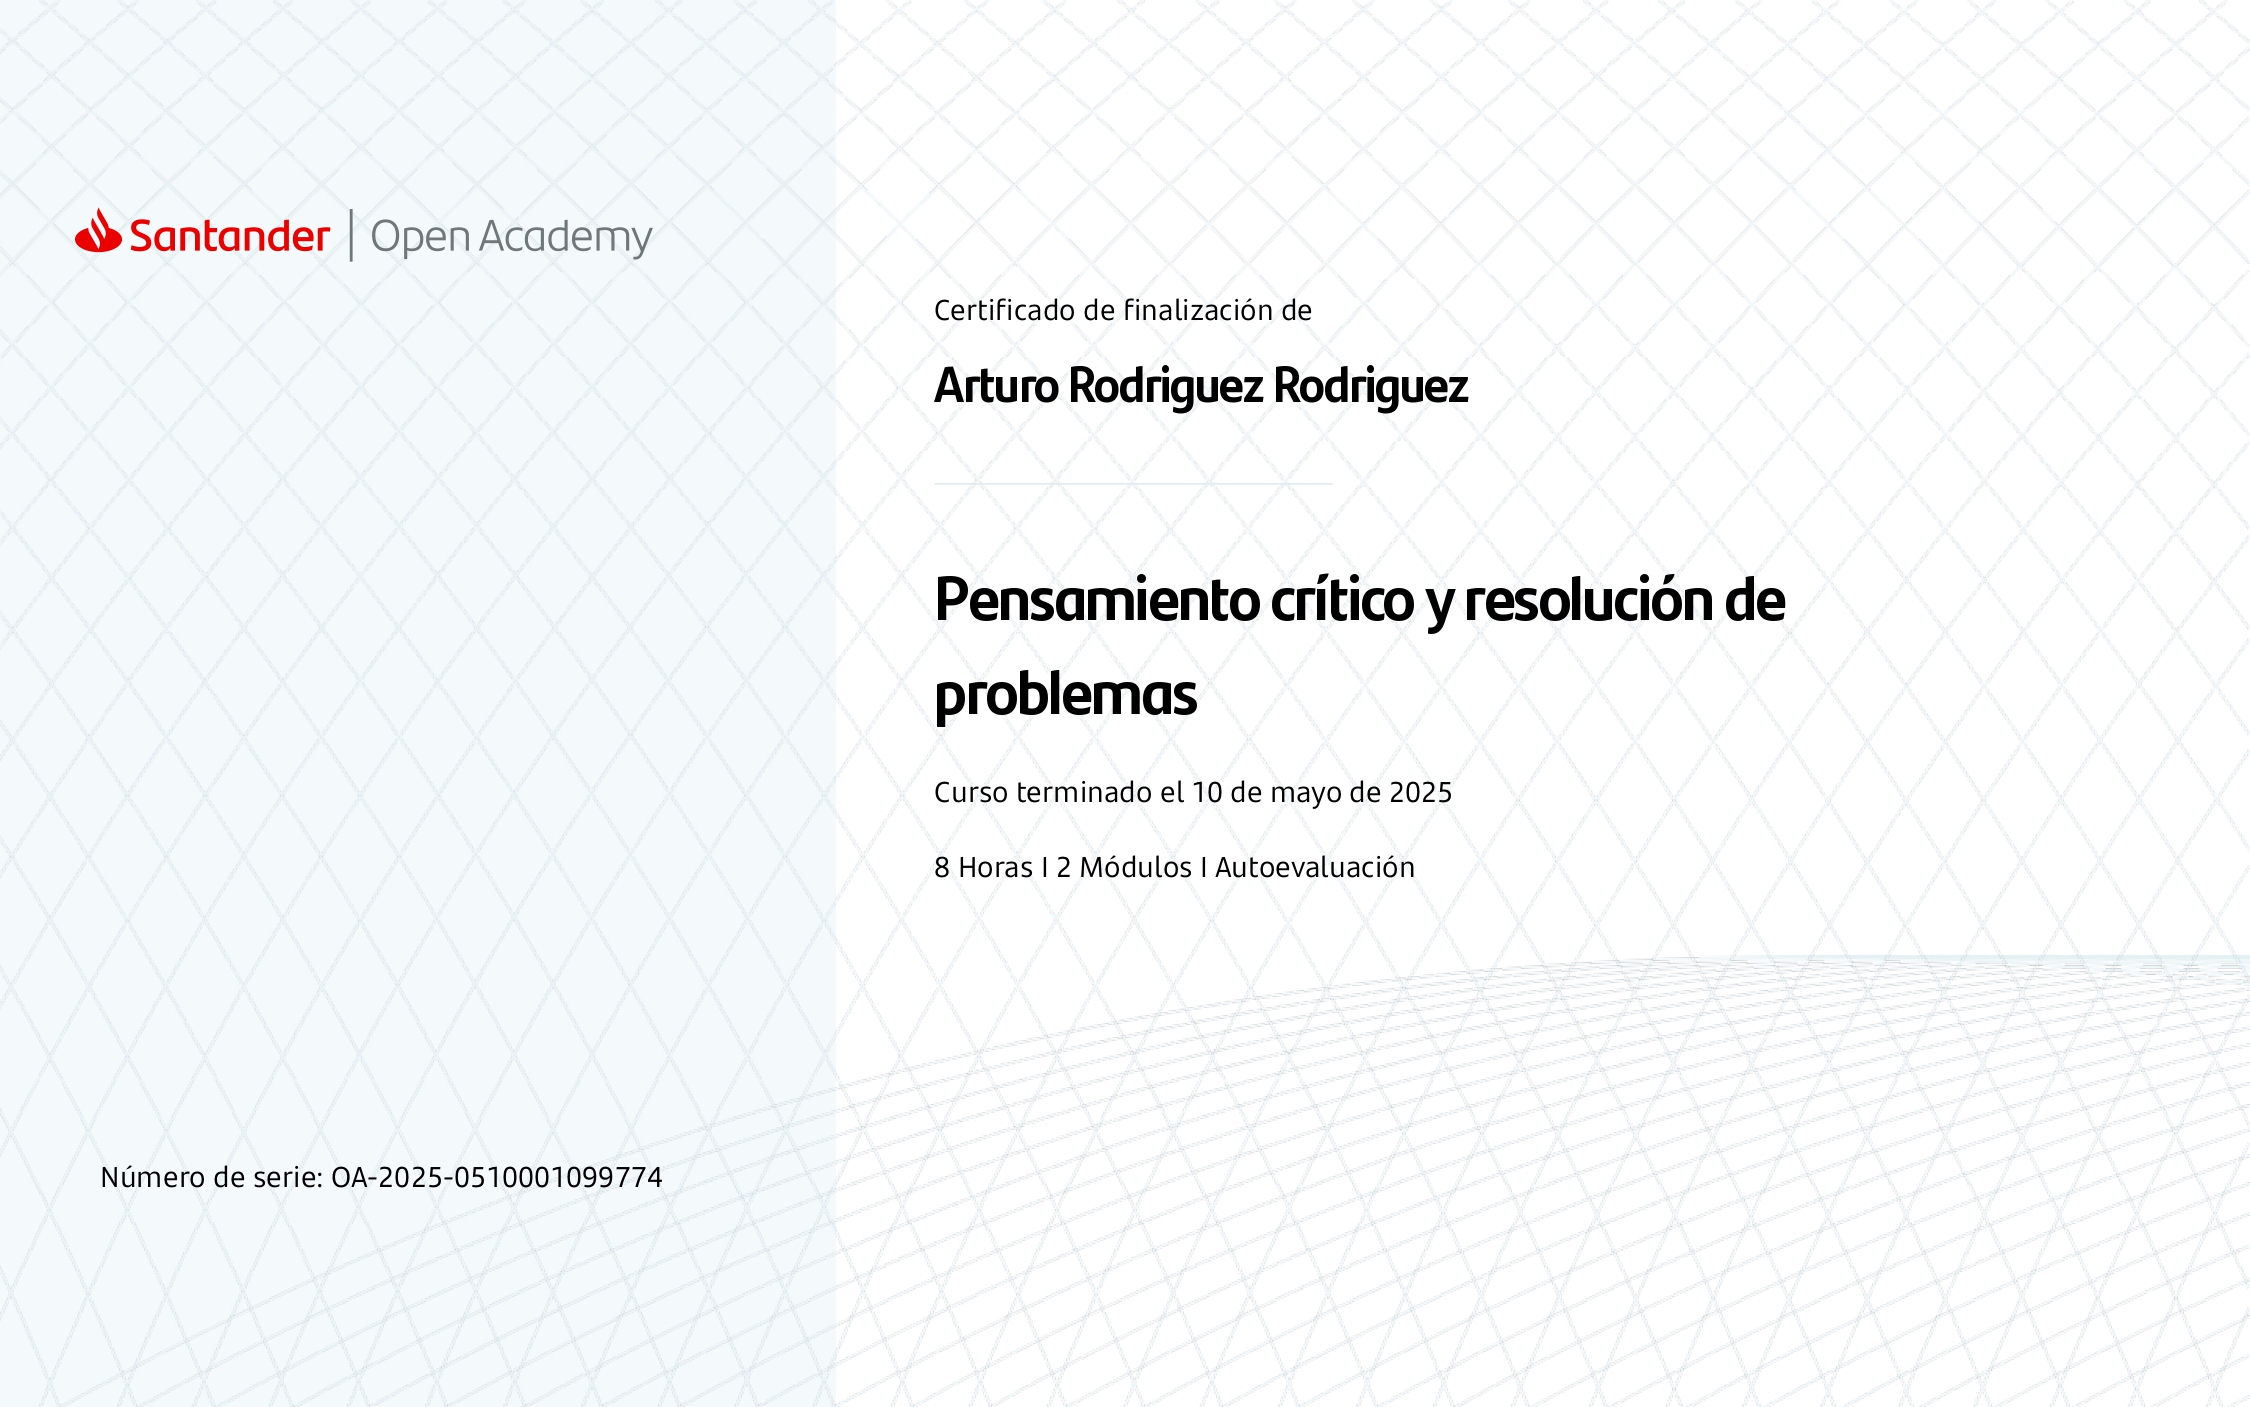 Santander | Open Academy
Certificado de finalización de
Arturo Rodriguez Rodriguez
Pensamiento crítico y resolución de
problemas
Curso terminado el 10 de mayo de 2025
8 Horas I 2 Módulos I Autoevaluación
Número de serie: OA-2025-0510001099774